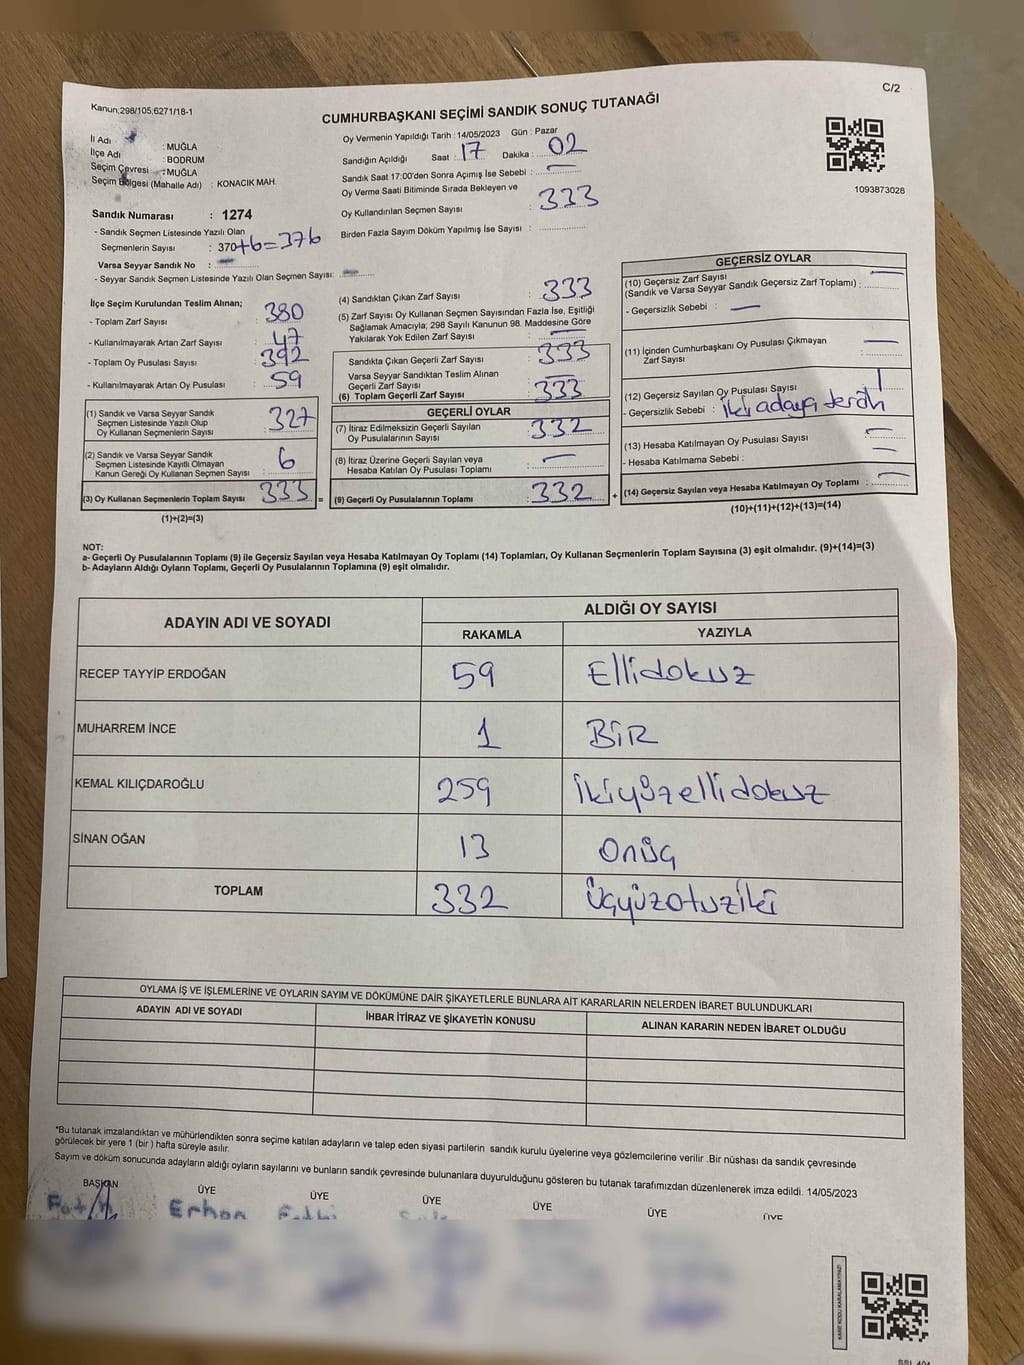 C/2
Kanun:298/105;6271/18-1
CUMHURBAŞKANI SEÇİMİ SANDIK SONUÇ TUTANAĞI
İl Adı : MUĞLA
İlçe Adı : BODRUM
Seçim Çevresi : MUĞLA
Seçim Bölgesi (Mahalle Adı) : KONACIK MAH.
Sandık Numarası : 1274
- Sandık Seçmen Listesinde Yazılı Olan
Seçmenlerin Sayısı : 370+6=376
Varsa Seyyar Sandık No :
- Seyyar Sandık Seçmen Listesinde Yazılı Olan Seçmen Sayısı:
Oy Vermenin Yapıldığı Tarih : 14/05/2023 Gün : Pazar
Sandığın Açıldığı Saat : 17 Dakika : 02
Sandık Saat 17:00'den Sonra Açımış İse Sebebi :
Oy Verme Saati Bitiminde Sırada Bekleyen ve
Oy Kullandırılan Seçmen Sayısı : 333
Birden Fazla Sayım Döküm Yapılmış İse Sayısı :
1093873028
İlçe Seçim Kurulundan Teslim Alınan;
- Toplam Zarf Sayısı : 380
- Kullanılmayarak Artan Zarf Sayısı : 47
- Toplam Oy Pusulası Sayısı : 392
- Kullanılmayarak Artan Oy Pusulası : 59
(1) Sandık ve Varsa Seyyar Sandık
Seçmen Listesinde Yazılı Olup
Oy Kullanan Seçmenlerin Sayısı : 327
(2) Sandık ve Varsa Seyyar Sandık
Seçmen Listesinde Kayıtlı Olmayan
Kanun Gereği Oy Kullanan Seçmen Sayısı : 6
(3) Oy Kullanan Seçmenlerin Toplam Sayısı : 333 =
(1)+(2)=(3)
(4) Sandıktan Çıkan Zarf Sayısı : 333
(5) Zarf Sayısı Oy Kullanan Seçmen Sayısından Fazla İse, Eşitliği
Sağlamak Amacıyla; 298 Sayılı Kanunun 98. Maddesine Göre
Yakılarak Yok Edilen Zarf Sayısı :
Sandıkta Çıkan Geçerli Zarf Sayısı : 333
Varsa Seyyar Sandıktan Teslim Alınan
Geçerli Zarf Sayısı :
(6) Toplam Geçerli Zarf Sayısı : 333
GEÇERLİ OYLAR
(7) İtiraz Edilmeksizin Geçerli Sayılan
Oy Pusulalarının Sayısı : 332
(8) İtiraz Üzerine Geçerli Sayılan veya
Hesaba Katılan Oy Pusulası Toplamı :
(9) Geçerli Oy Pusulalarının Toplamı : 332 +
GEÇERSİZ OYLAR
(10) Geçersiz Zarf Sayısı
(Sandık ve Varsa Seyyar Sandık Geçersiz Zarf Toplamı) :
- Geçersizlik Sebebi :
(11) İçinden Cumhurbaşkanı Oy Pusulası Çıkmayan
Zarf Sayısı :
(12) Geçersiz Sayılan Oy Pusulası Sayısı : 1
- Geçersizlik Sebebi : iki adaya tercih
(13) Hesaba Katılmayan Oy Pusulası Sayısı :
- Hesaba Katılmama Sebebi :
(14) Geçersiz Sayılan veya Hesaba Katılmayan Oy Toplamı :
(10)+(11)+(12)+(13)=(14)
NOT:
a- Geçerli Oy Pusulalarının Toplamı (9) ile Geçersiz Sayılan veya Hesaba Katılmayan Oy Toplamı (14) Toplamları, Oy Kullanan Seçmenlerin Toplam Sayısına (3) eşit olmalıdır. (9)+(14)=(3)
b- Adayların Aldığı Oyların Toplamı, Geçerli Oy Pusulalarının Toplamına (9) eşit olmalıdır.
ADAYIN ADI VE SOYADI
ALDIĞI OY SAYISI
RAKAMLA YAZIYLA
RECEP TAYYİP ERDOĞAN 59 Ellidokuz
MUHARREM İNCE 1 BİR
KEMAL KILIÇDAROĞLU 259 İkiyüzellidokuz
SİNAN OĞAN 13 Onüç
TOPLAM 332 Üçyüzotuziki
OYLAMA İŞ VE İŞLEMLERİNE VE OYLARIN SAYIM VE DÖKÜMÜNE DAİR ŞİKAYETLERLE BUNLARA AİT KARARLARIN NELERDEN İBARET BULUNDUKLARI
ADAYIN ADI VE SOYADI İHBAR İTİRAZ VE ŞİKAYETİN KONUSU ALINAN KARARIN NEDEN İBARET OLDUĞU
*Bu tutanak imzalandıktan ve mühürlendikten sonra seçime katılan adayların ve talep eden siyasi partilerin sandık kurulu üyelerine veya gözlemcilerine verilir .Bir nüshası da sandık çevresinde
görülecek bir yere 1 (bir ) hafta süreyle asılır.
Sayım ve döküm sonucunda adayların aldığı oyların sayılarını ve bunların sandık çevresinde bulunanlara duyurulduğunu gösteren bu tutanak tarafımızdan düzenlenerek imza edildi. 14/05/2023
BAŞKAN ÜYE ÜYE ÜYE ÜYE ÜYE ÜYE
Erhan
KARE KODU KARALAMAYINIZ!